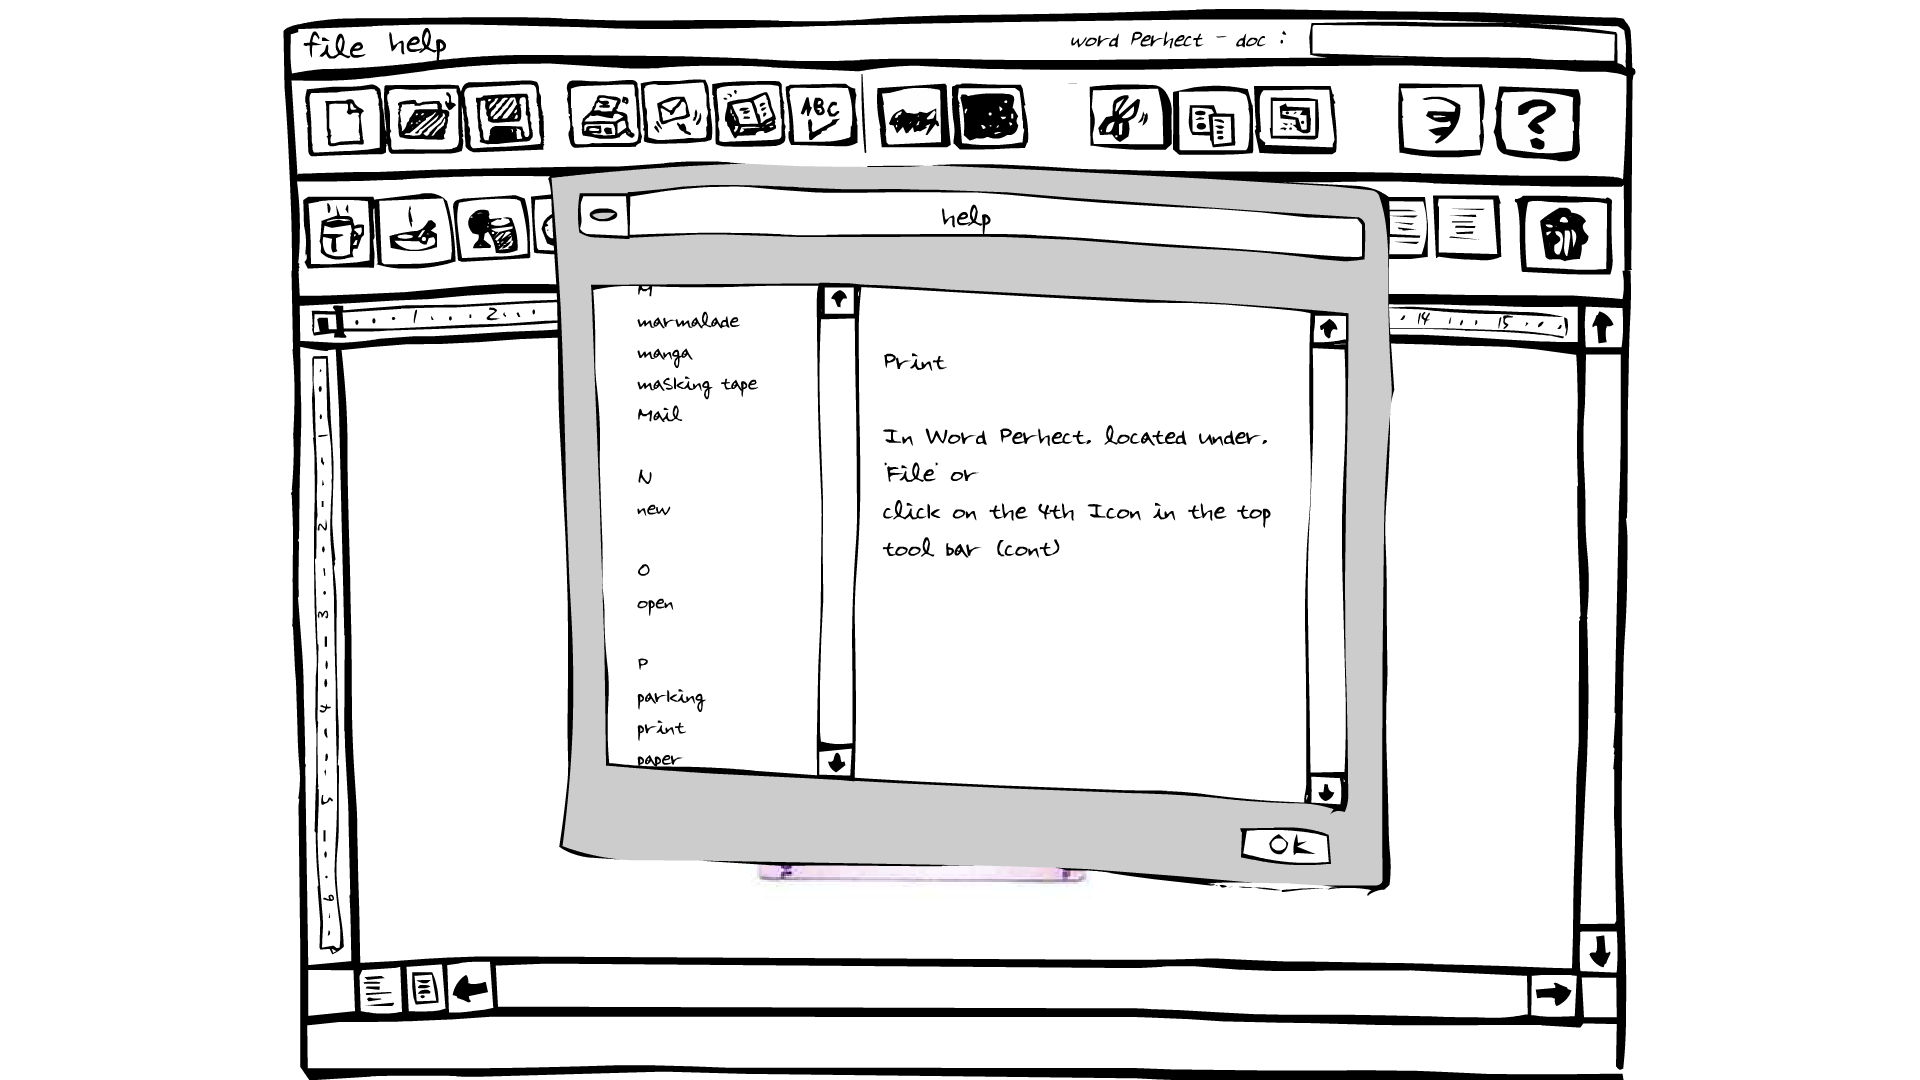 file help
word Perhect - doc :
ABC
?
T
help
1 2
14 15
M
marmalade
manga
masking tape
Mail
N
new
O
open
P
parking
print
paper
Print
In Word Perhect. located under.
'File' or
click on the 4th Icon in the top
tool bar (cont)
OK
1
2
3
4
5
6